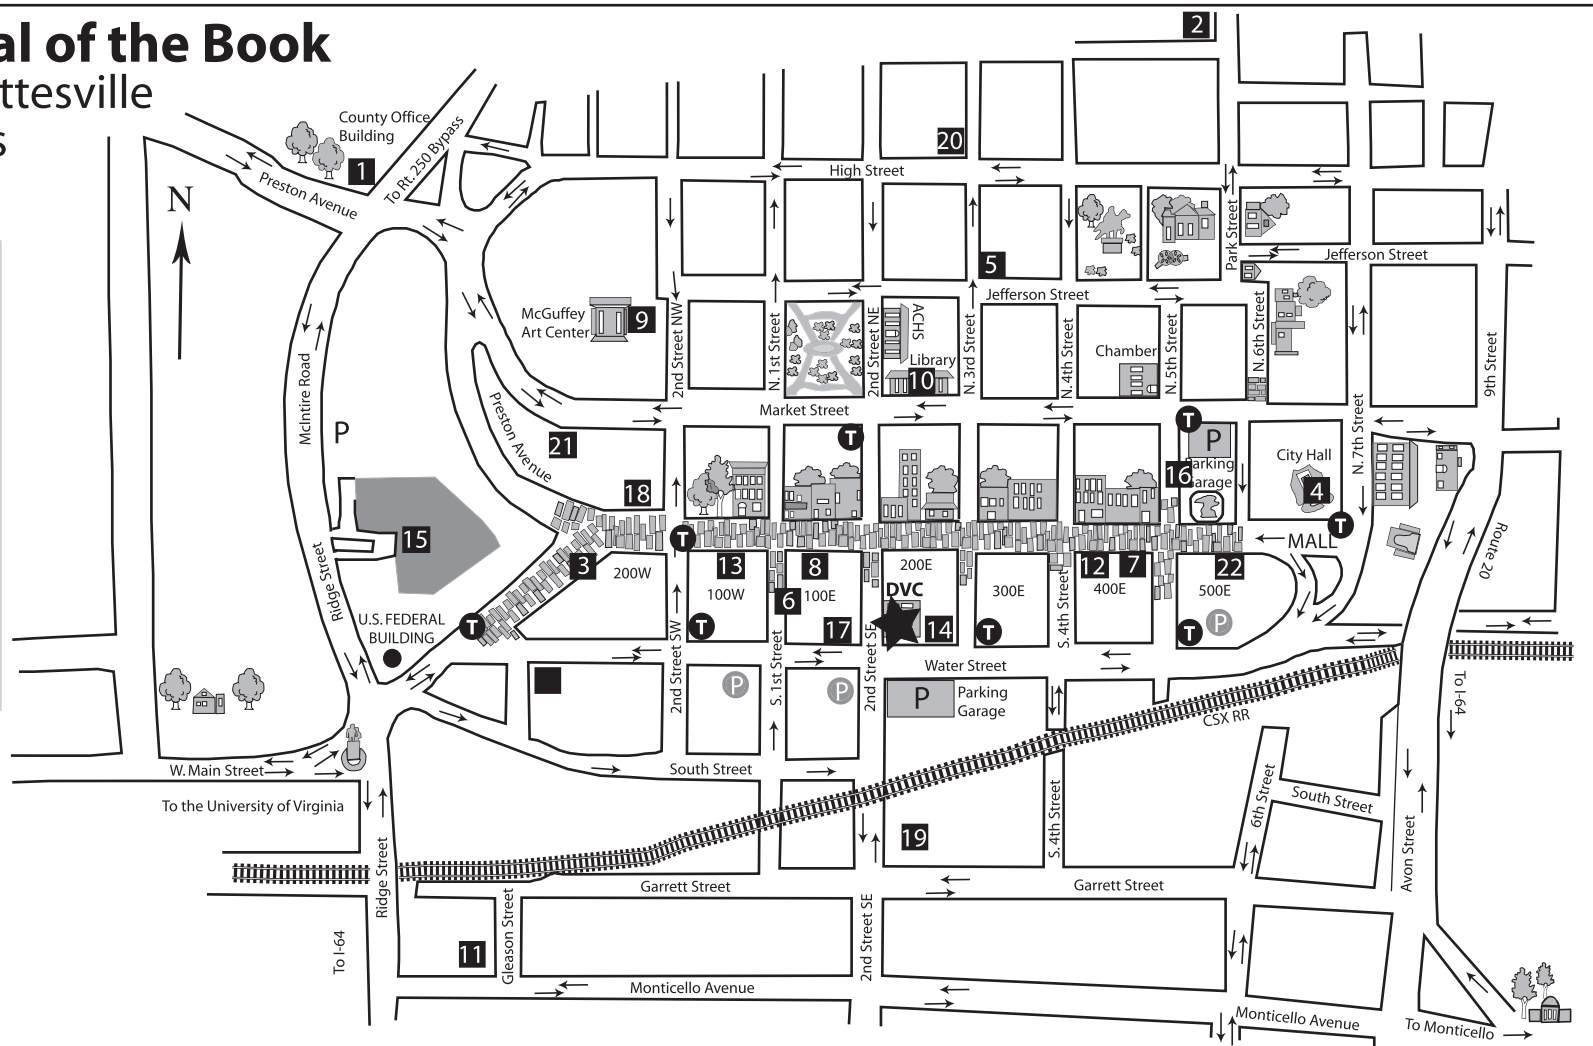 al of the Book
ttesville
s
2
County Office
Building
1
To Rt. 250 Bypass
Preston Avenue
N
20
High Street
Park Street
Jefferson Street
5
Jefferson Street
McGuffey
Art Center
9
2nd Street NW
N. 1st Street
2nd Street NE
ACHS
Library
10
N. 3rd Street
N. 4th Street
Chamber
N. 5th Street
N. 6th Street
9th Street
McIntire Road
P
Preston Avenue
Market Street
21
18
T
T
P
Parking
Garage
16
City Hall
4
N. 7th Street
T
MALL
Route 20
15
Ridge Street
T
3
200W
13
100W
8
100E
6
17
200E
DVC
14
300E
12
7
400E
S. 4th Street
22
500E
P
T
T
T
T
U.S. FEDERAL
BUILDING
2nd Street SW
S. 1st Street
2nd Street SE
Water Street
P
P
P
Parking
Garage
CSX RR
To I-64
W. Main Street
South Street
To the University of Virginia
6th Street
South Street
19
S. 4th Street
Avon Street
Ridge Street
Garrett Street
Garrett Street
To I-64
11
Gleason Street
2nd Street SE
Monticello Avenue
Monticello Avenue
To Monticello